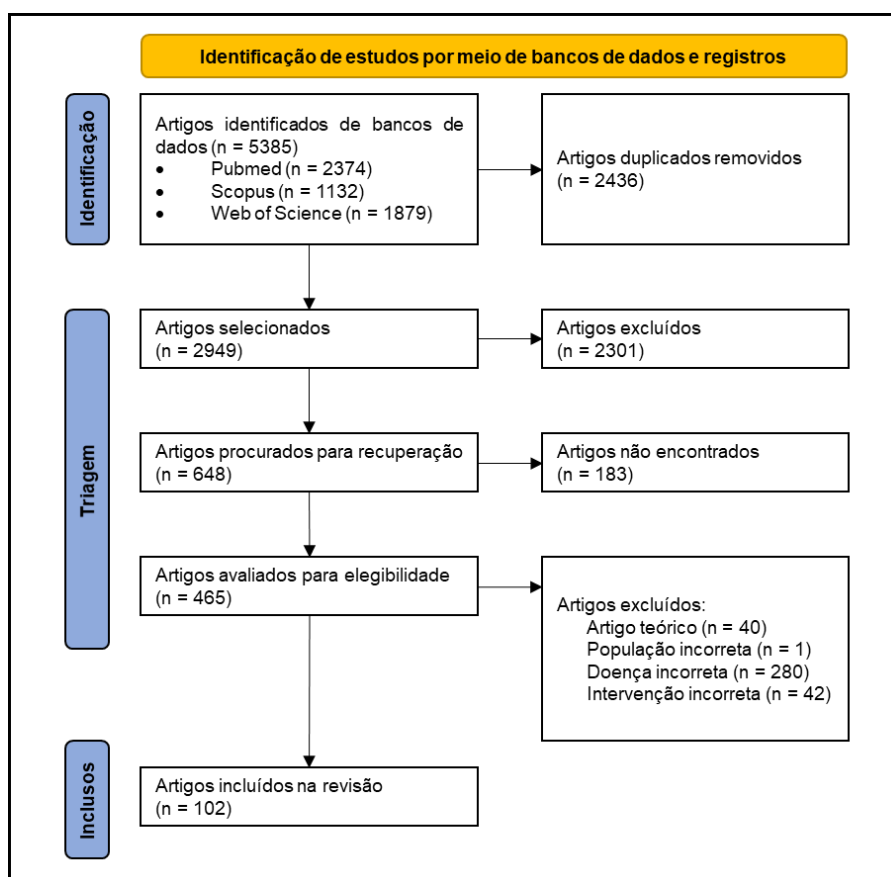 Identificação de estudos por meio de bancos de dados e registros
Identificação
Artigos identificados de bancos de
dados (n = 5385)
• Pubmed (n = 2374)
• Scopus (n = 1132)
• Web of Science (n = 1879)
Artigos duplicados removidos
(n = 2436)
Triagem
Artigos selecionados
(n = 2949)
Artigos excluídos
(n = 2301)
Artigos procurados para recuperação
(n = 648)
Artigos não encontrados
(n = 183)
Artigos avaliados para elegibilidade
(n = 465)
Artigos excluídos:
Artigo teórico (n = 40)
População incorreta (n = 1)
Doença incorreta (n = 280)
Intervenção incorreta (n = 42)
Inclusos
Artigos incluídos na revisão
(n = 102)